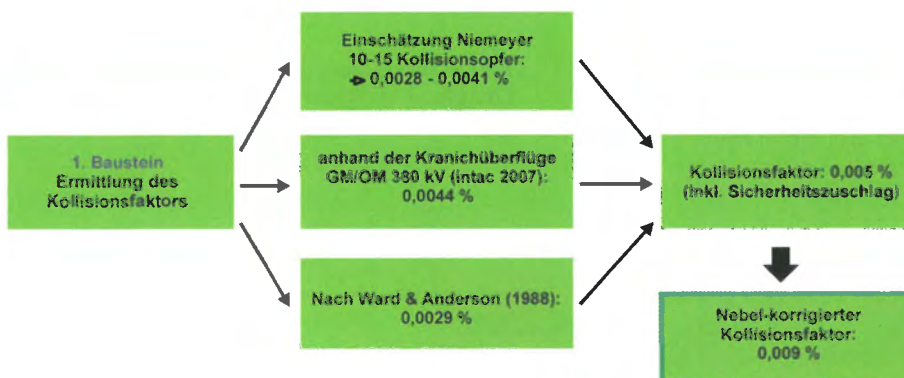 Einschätzung Niemeyer
10-15 Kollisionsopfer:
➔ 0,0028 - 0,0041 %
1. Baustein
Ermittlung des
Kollisionsfaktors
anhand der Kranichüberflüge
GM/OM 380 kV (intac 2007):
0,0044 %
Nach Ward & Anderson (1988):
0,0029 %
Kollisionsfaktor: 0,005 %
(inkl. Sicherheitszuschlag)
Nebel-korrigierter
Kollisionsfaktor:
0,009 %